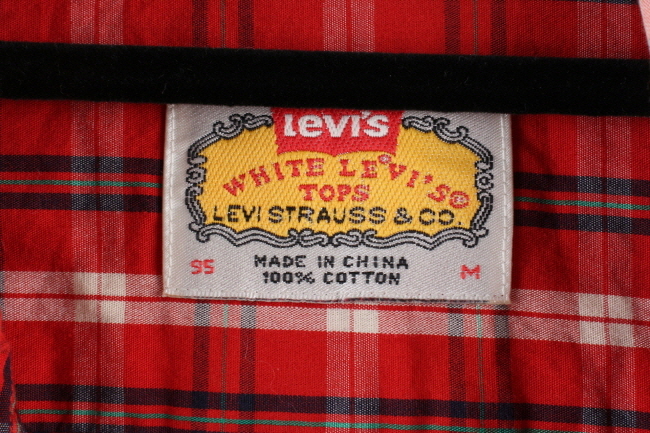 Levi's
WHITE LEVI'S®
TOPS
LEVI STRAUSS & CO.
MADE IN CHINA
95 M
100% COTTON